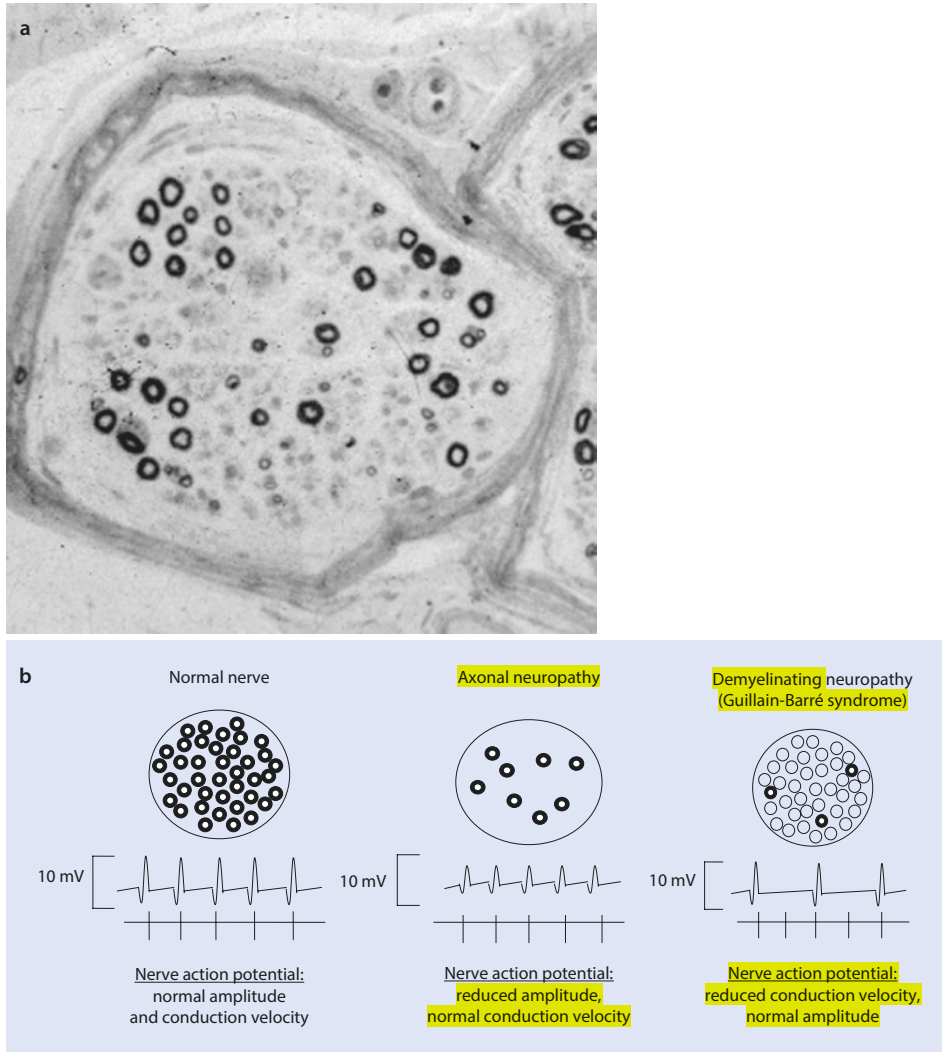 a
b
Normal nerve
Axonal neuropathy
Demyelinating neuropathy
(Guillain-Barré syndrome)
10 mV
10 mV
10 mV
Nerve action potential:
normal amplitude
and conduction velocity
Nerve action potential:
reduced amplitude,
normal conduction velocity
Nerve action potential:
reduced conduction velocity,
normal amplitude